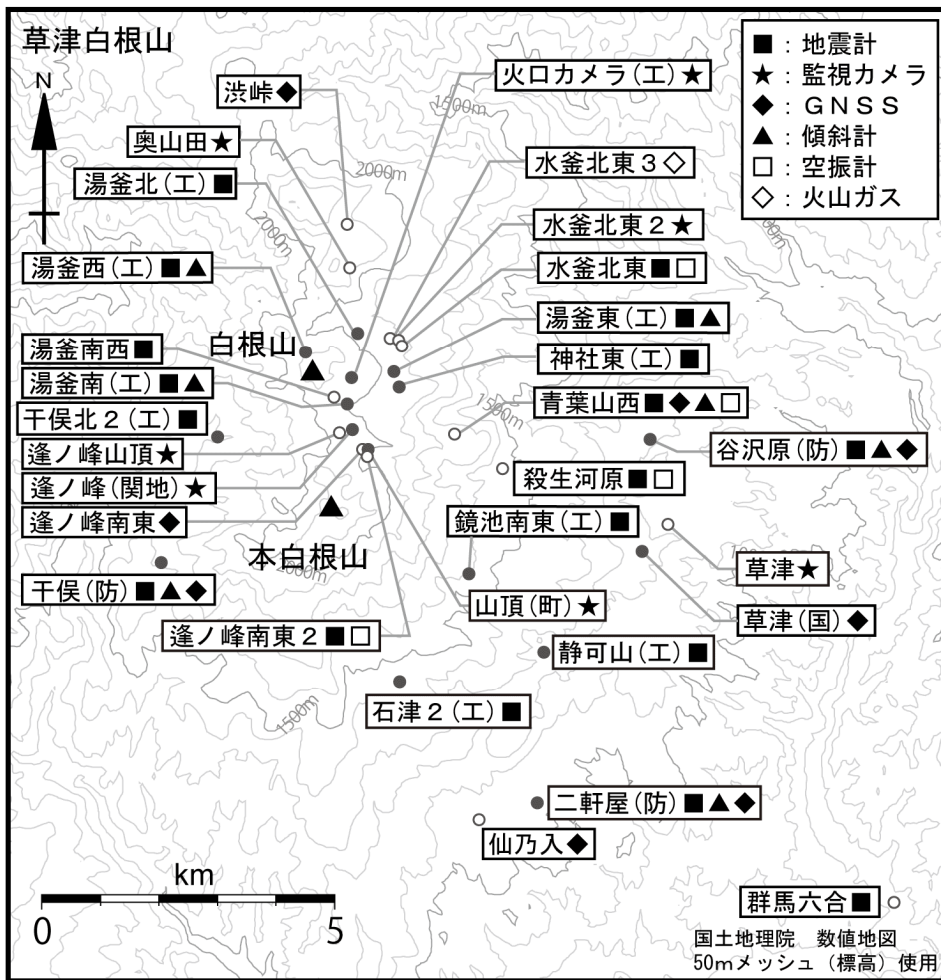 草津白根山
N
■：地震計
★：監視カメラ
◆：ＧＮＳＳ
▲：傾斜計
□：空振計
◇：火山ガス
火口カメラ(工)★
渋峠◆
1500m
奥山田★
2000m
水釜北東３◇
湯釜北(工)■
2000m
水釜北東２★
湯釜西(工)■▲
水釜北東■□
湯釜東(工)■▲
白根山
湯釜南西■
神社東(工)■
湯釜南(工)■▲
1500m
青葉山西■◆▲□
干俣北２(工)■
逢ノ峰山頂★
谷沢原(防)■▲◆
逢ノ峰(関地)★
殺生河原■□
逢ノ峰南東◆
鏡池南東(工)■
本白根山
2000m
草津★
干俣(防)■▲◆
山頂(町)★
草津(国)◆
逢ノ峰南東２■□
静可山(工)■
1500m
石津２(工)■
二軒屋(防)■▲◆
仙乃入◆
km
0 5
群馬六合■
国土地理院　数値地図
50mメッシュ（標高）使用